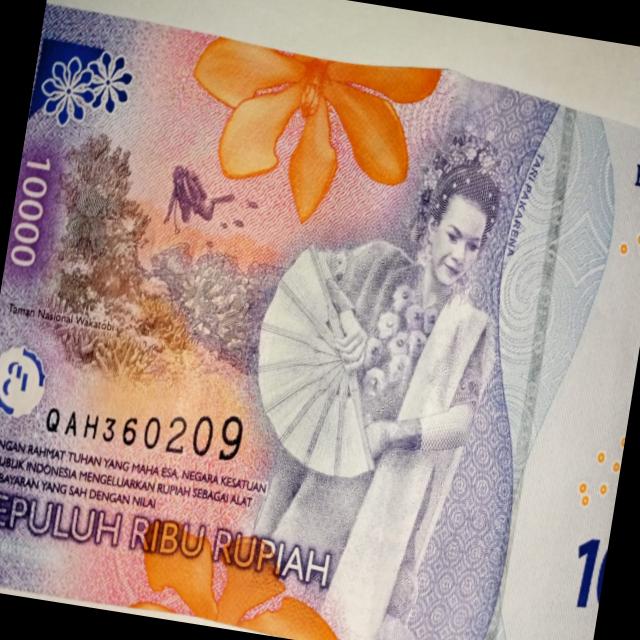 10000
TARI PAKARENA
Taman Nasional Wakatobi
QAH360209
NGAN RAHMAT TUHAN YANG MAHA ESA, NEGARA KESATUAN
UBLIK INDONESIA MENGELUARKAN RUPIAH SEBAGAI ALAT
BAYARAN YANG SAH DENGAN NILAI
EPULUH RIBU RUPIAH